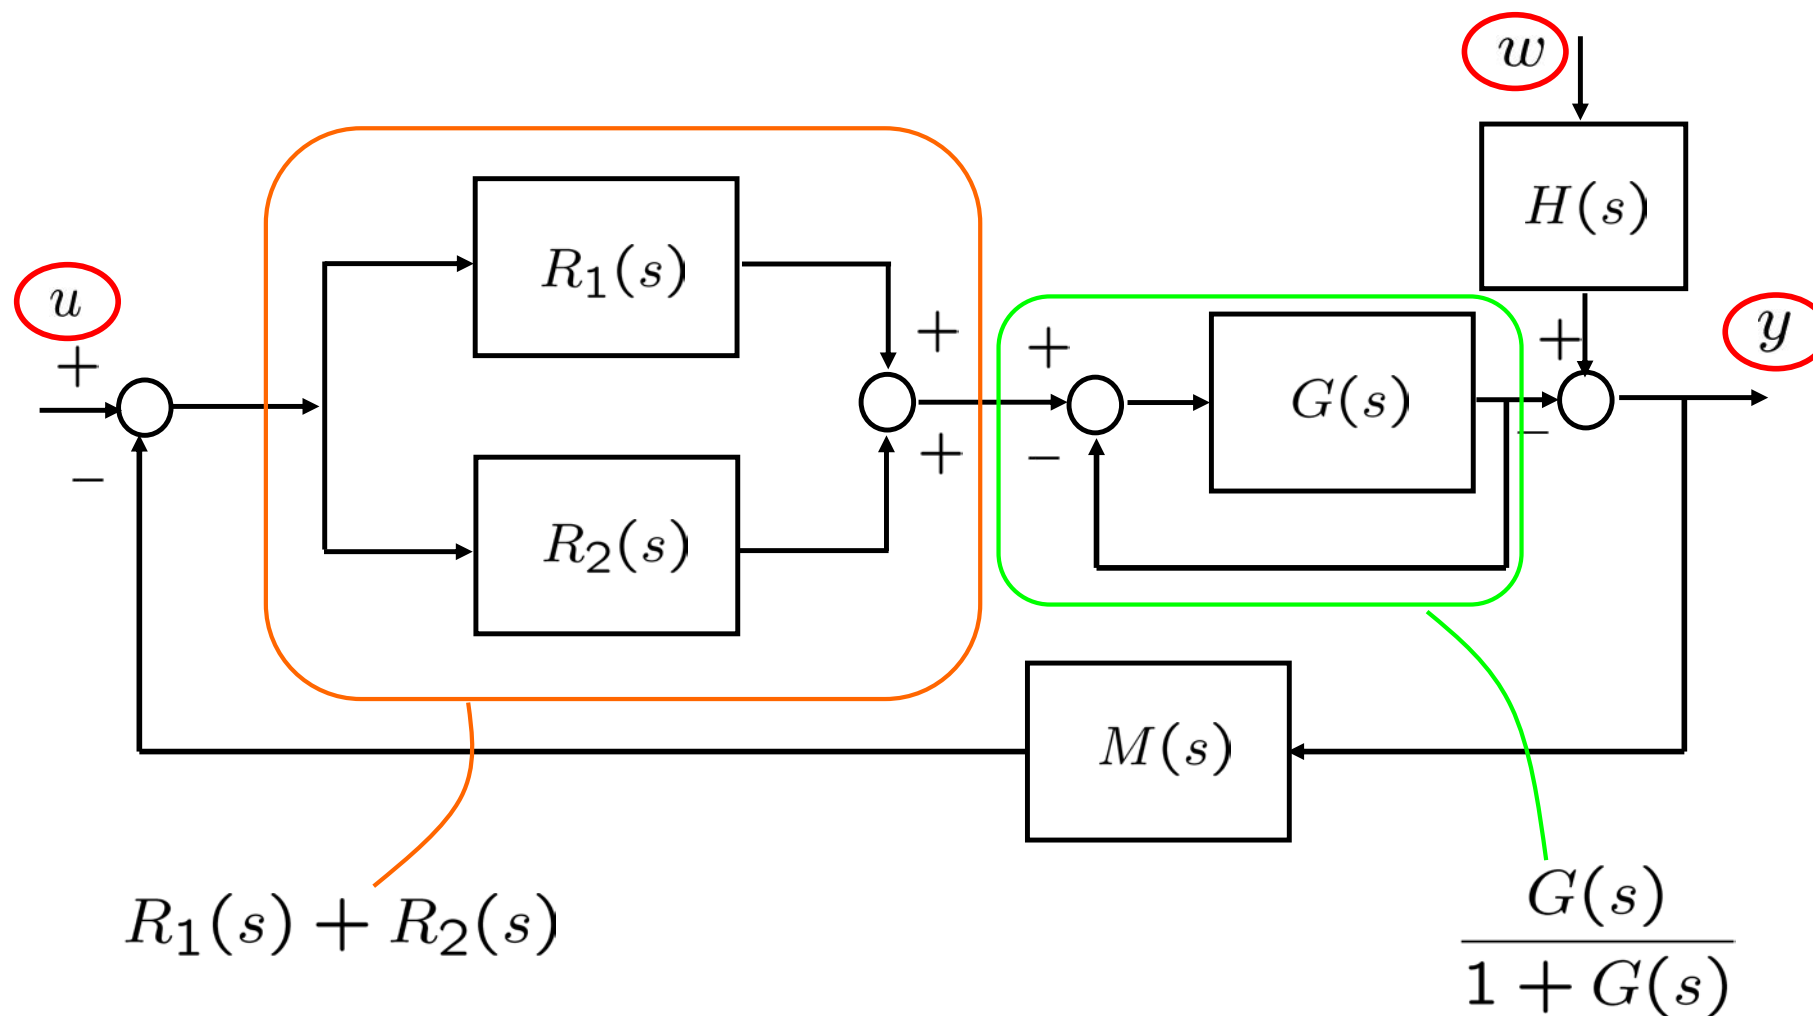 w
H(s)
R₁(s)
u
+
+
+
+
y
G(s)
−
+
−
−
R₂(s)
M(s)
R₁(s) + R₂(s)
G(s)
1 + G(s)